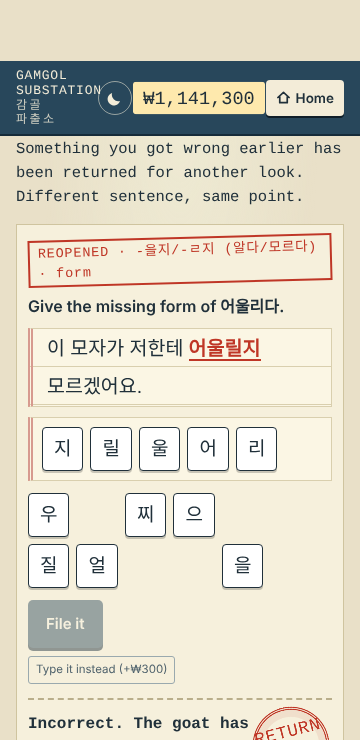 GAMGOL
SUBSTATION
감골
파출소
₩1,141,300
Home
Something you got wrong earlier has
been returned for another look.
Different sentence, same point.
REOPENED · -을지/-ㄹ지 (알다/모르다)
· form
Give the missing form of 어울리다.
이 모자가 저한테 어울릴지
모르겠어요.
지 릴 울 어 리
우 찌 으
질 얼 을
File it
Type it instead (+₩300)
Incorrect. The goat has
RETURN